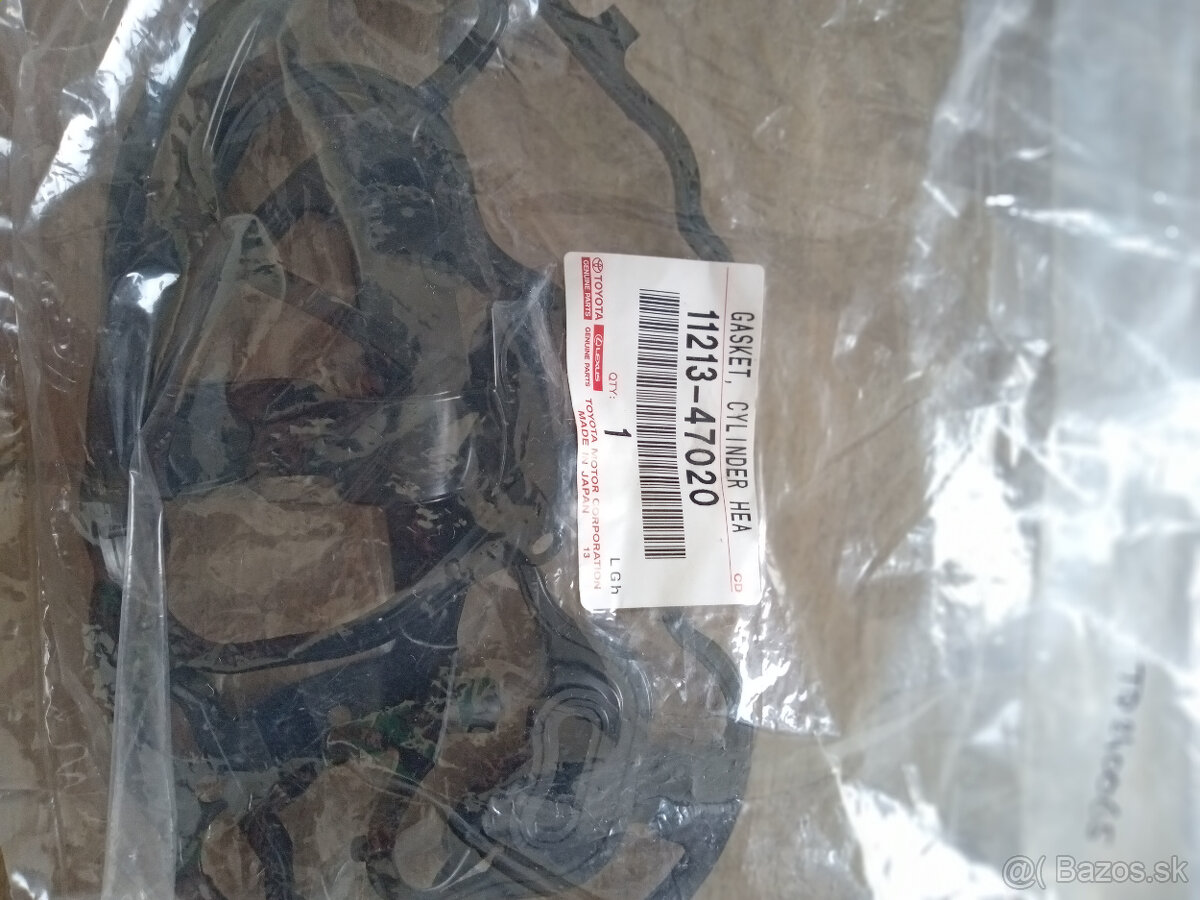 GASKET, CYLINDER HEA
CD
11213-47020
QTY:
1
LGh
TOYOTA
GENUINE PARTS
LEXUS
GENUINE PARTS
TOYOTA MOTOR CORPORATION
MADE IN JAPAN
13
@( Bazos.sk